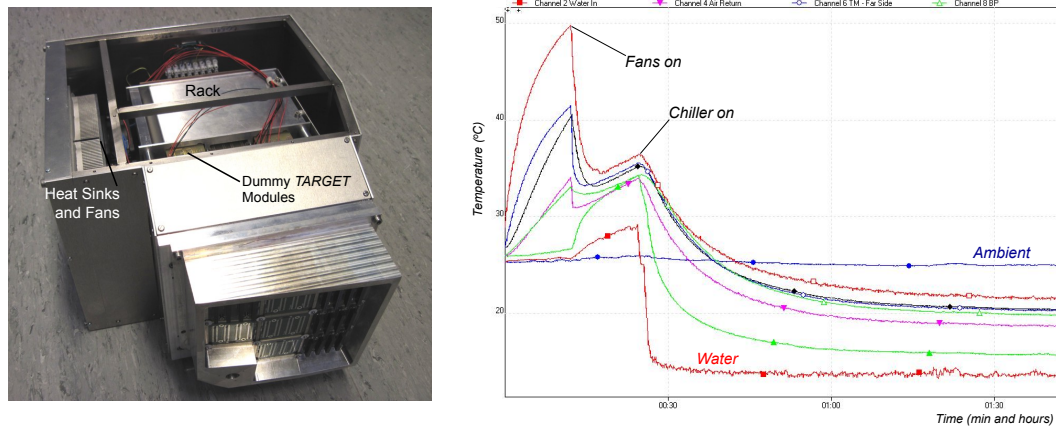 Rack
Dummy TARGET
Modules
Heat Sinks
and Fans
Channel 2 Water In
Channel 4 Air Return
Channel 6 TM - Far Side
Channel 8 BP
50
40
30
20
Temperature (ºC)
Fans on
Chiller on
Ambient
Water
00:30
01:00
01:30
Time (min and hours)